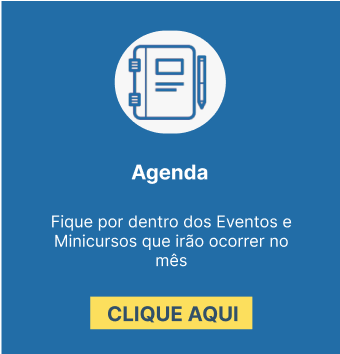 Agenda
Fique por dentro dos Eventos e
Minicursos que irão ocorrer no
mês
CLIQUE AQUI